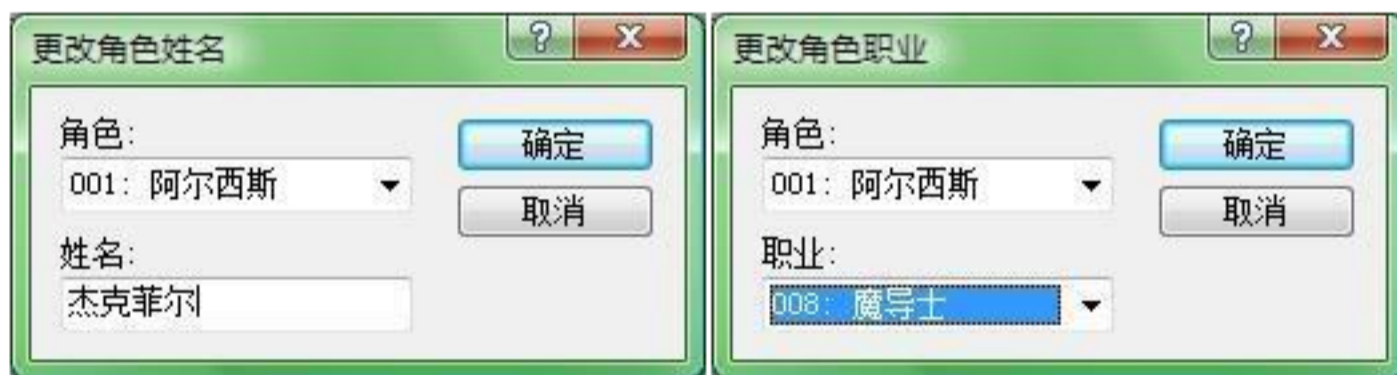 更改角色姓名
角色:
001: 阿尔西斯
姓名:
杰克菲尔
确定
取消
更改角色职业
角色:
001: 阿尔西斯
职业:
008: 魔导士
确定
取消